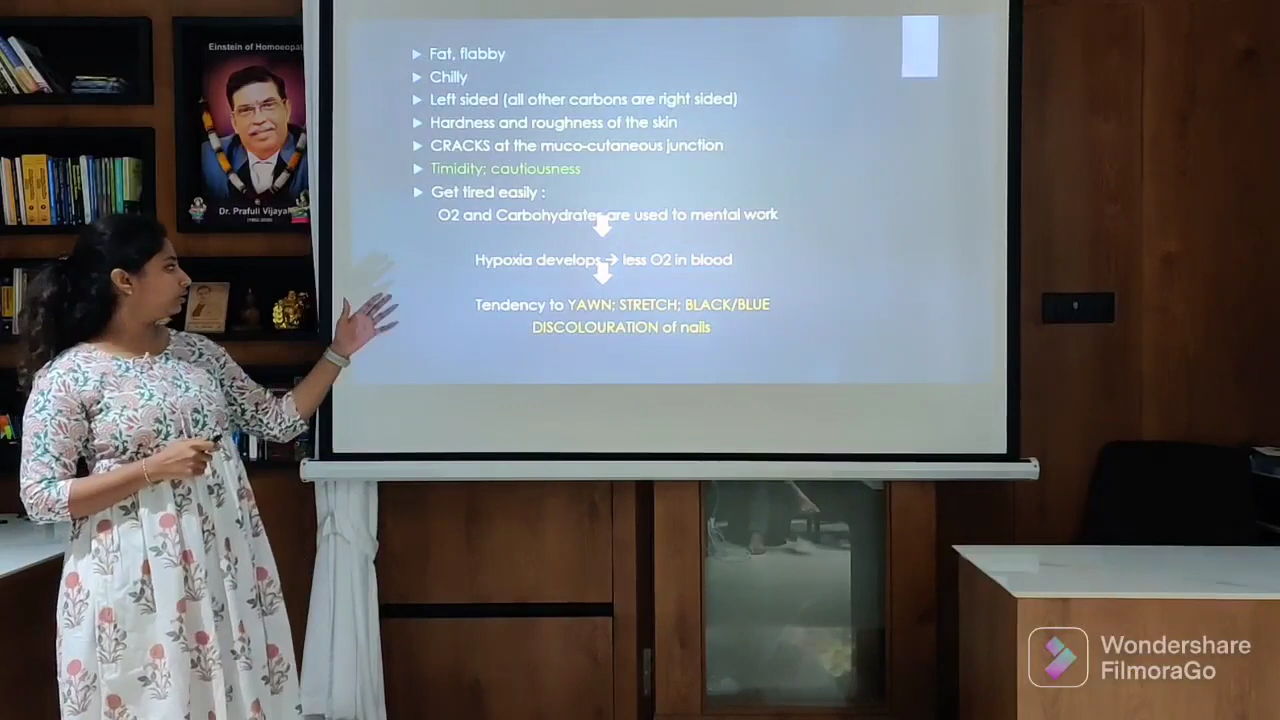 Einstein of Homoeopat
Dr. Prafull Vijayak
Fat, flabby
Chilly
Left sided (all other carbons are right sided)
Hardness and roughness of the skin
CRACKS at the muco-cutaneous junction
Timidity; cautiousness
Get tired easily :
O2 and Carbohydrates are used to mental work
Hypoxia develops → less O2 in blood
Tendency to YAWN; STRETCH; BLACK/BLUE
DISCOLOURATION of nails
Wondershare
FilmoraGo